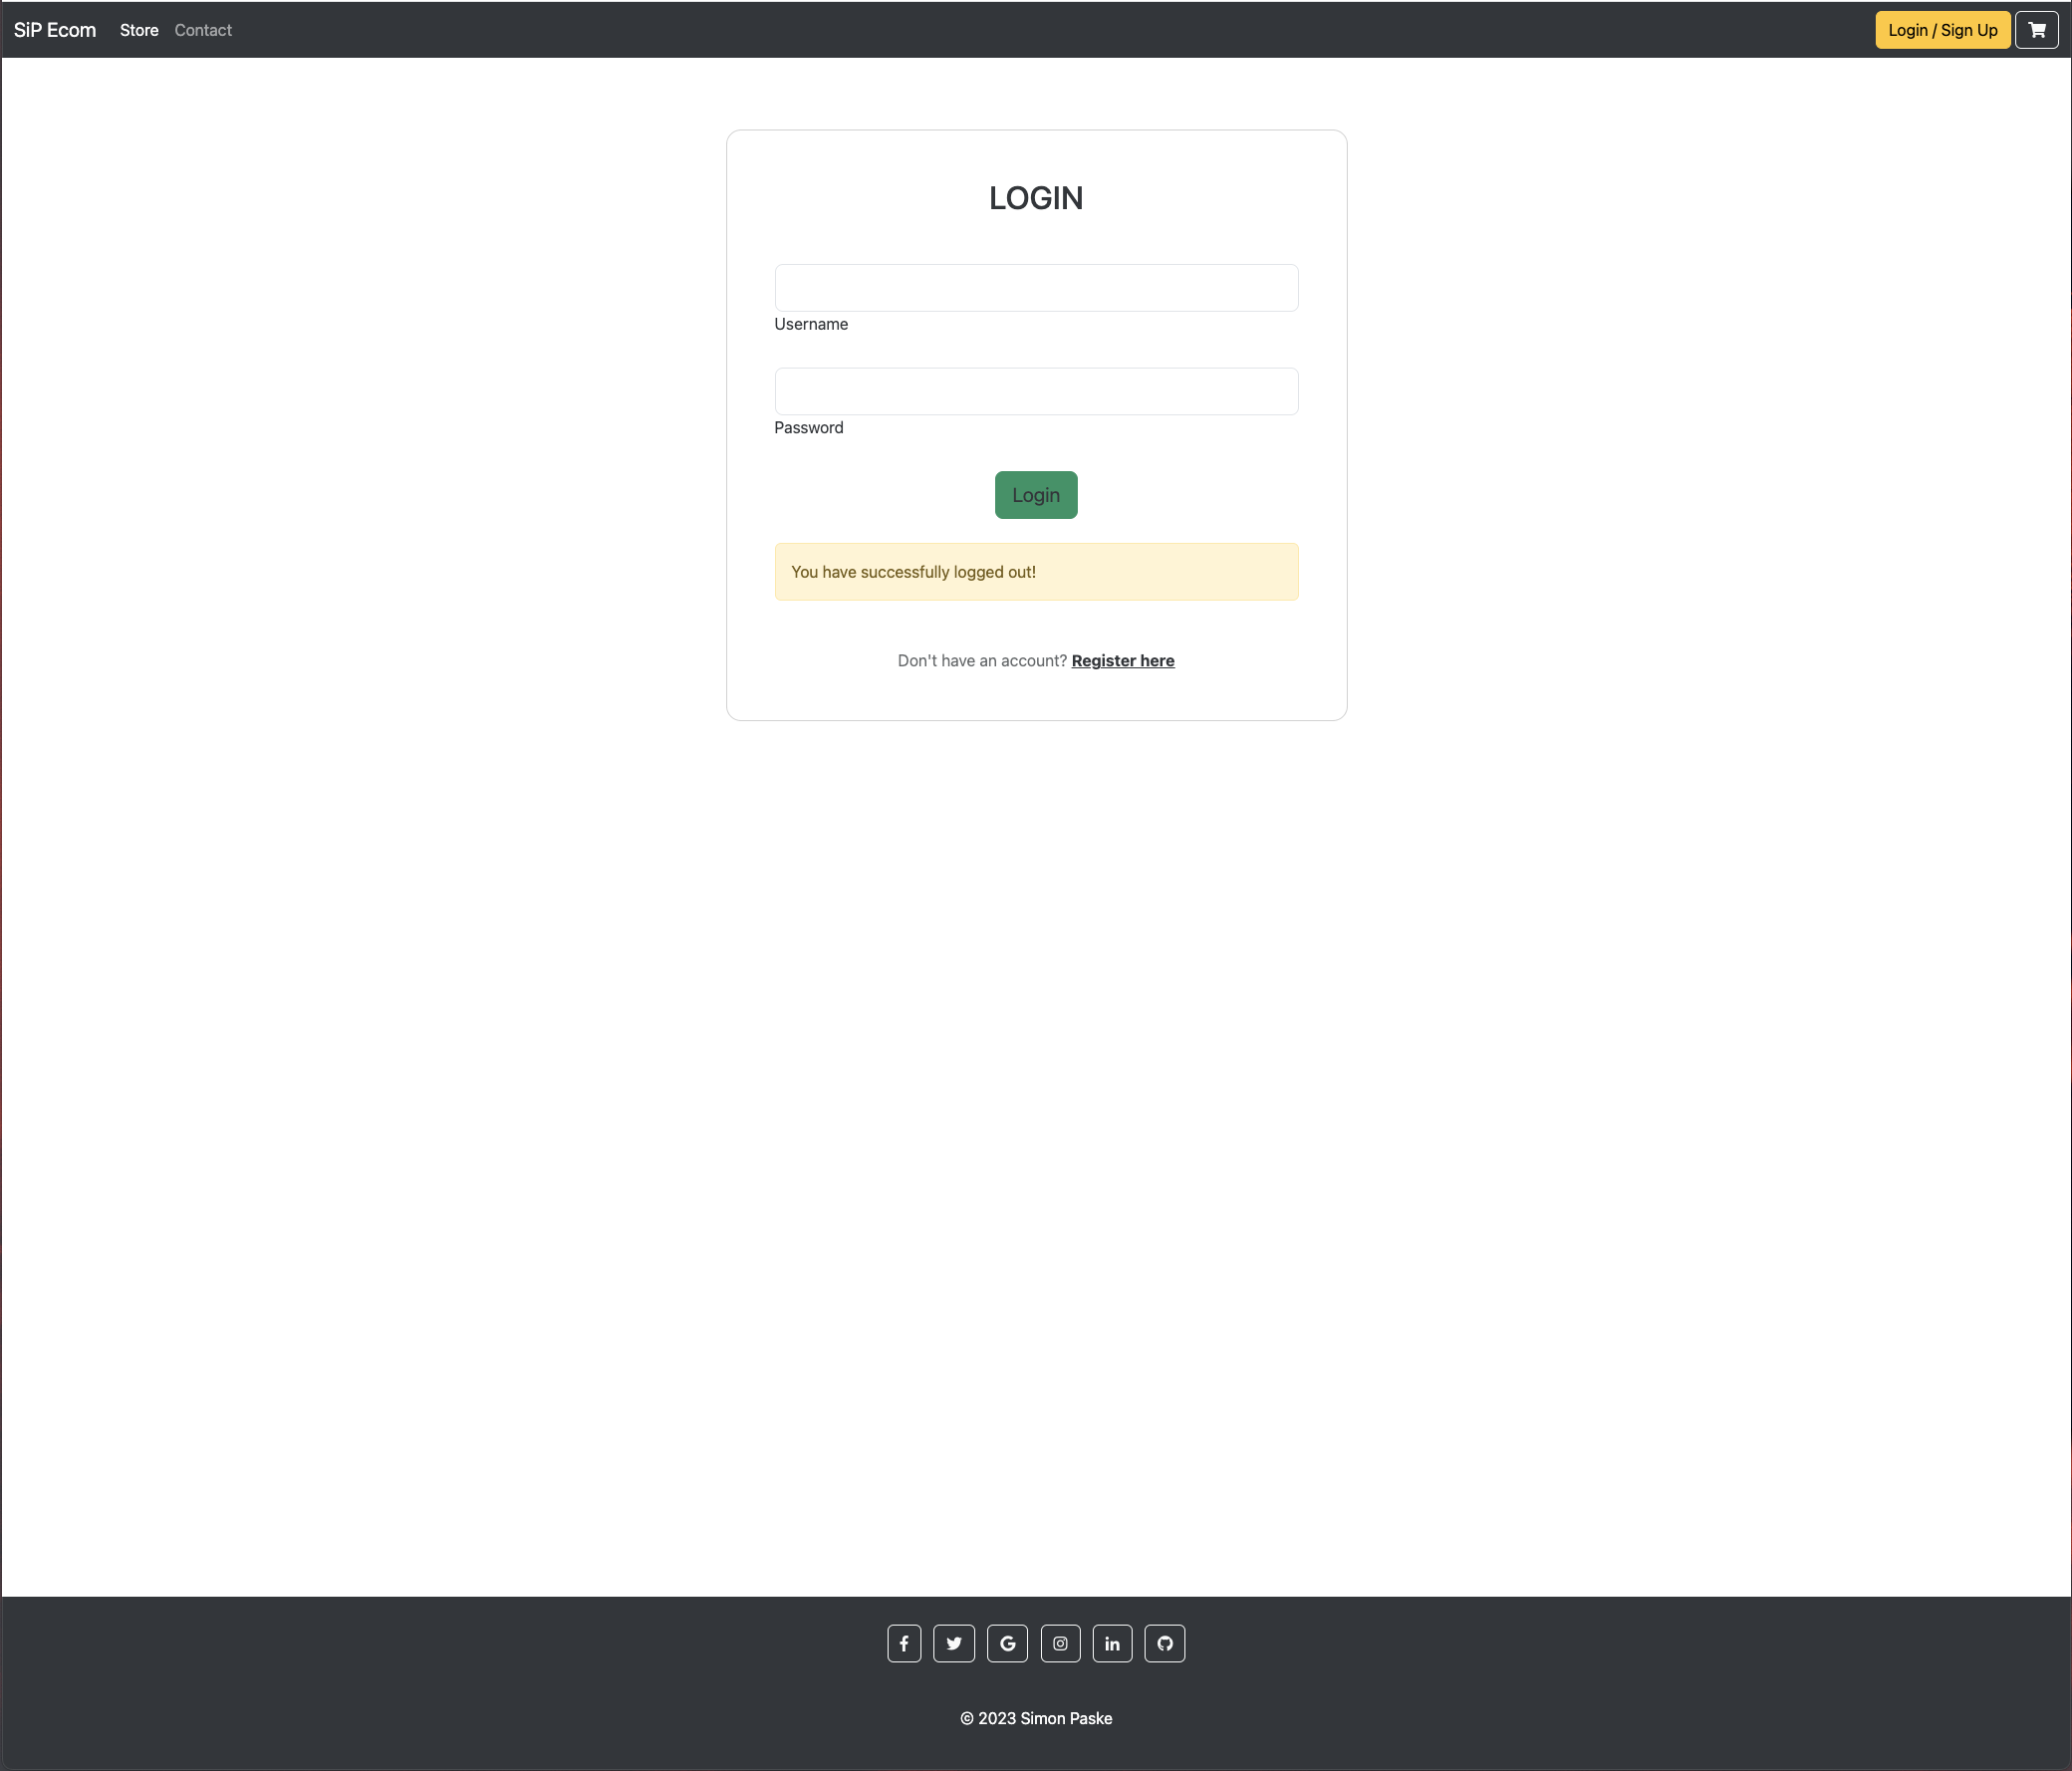 SiP Ecom Store Contact Login / Sign Up
LOGIN
Username
Password
Login
You have successfully logged out!
Don't have an account? Register here
© 2023 Simon Paske